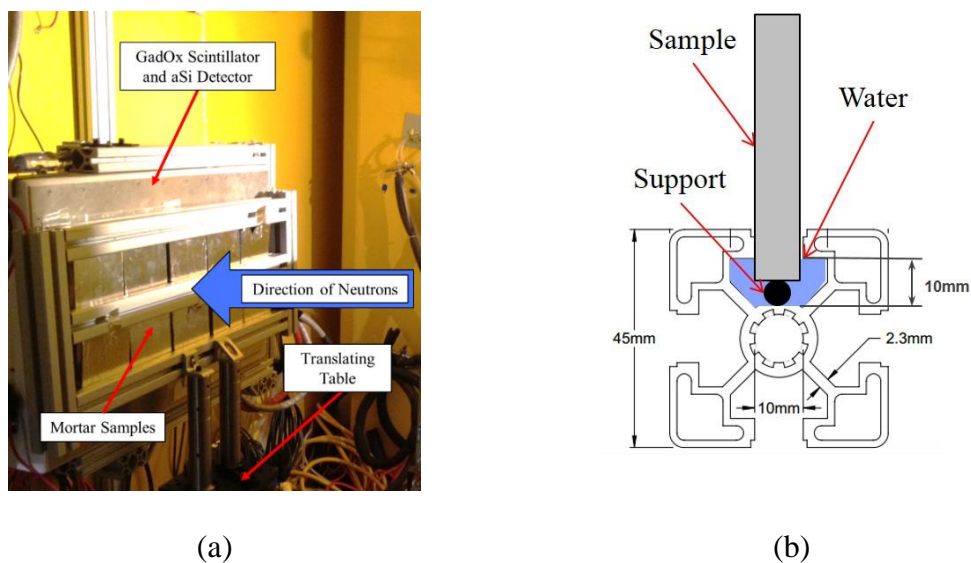 GadOx Scintillator
and aSi Detector
Direction of Neutrons
Translating
Table
Mortar Samples
(a)
Sample
Water
Support
10mm
45mm
2.3mm
10mm
(b)